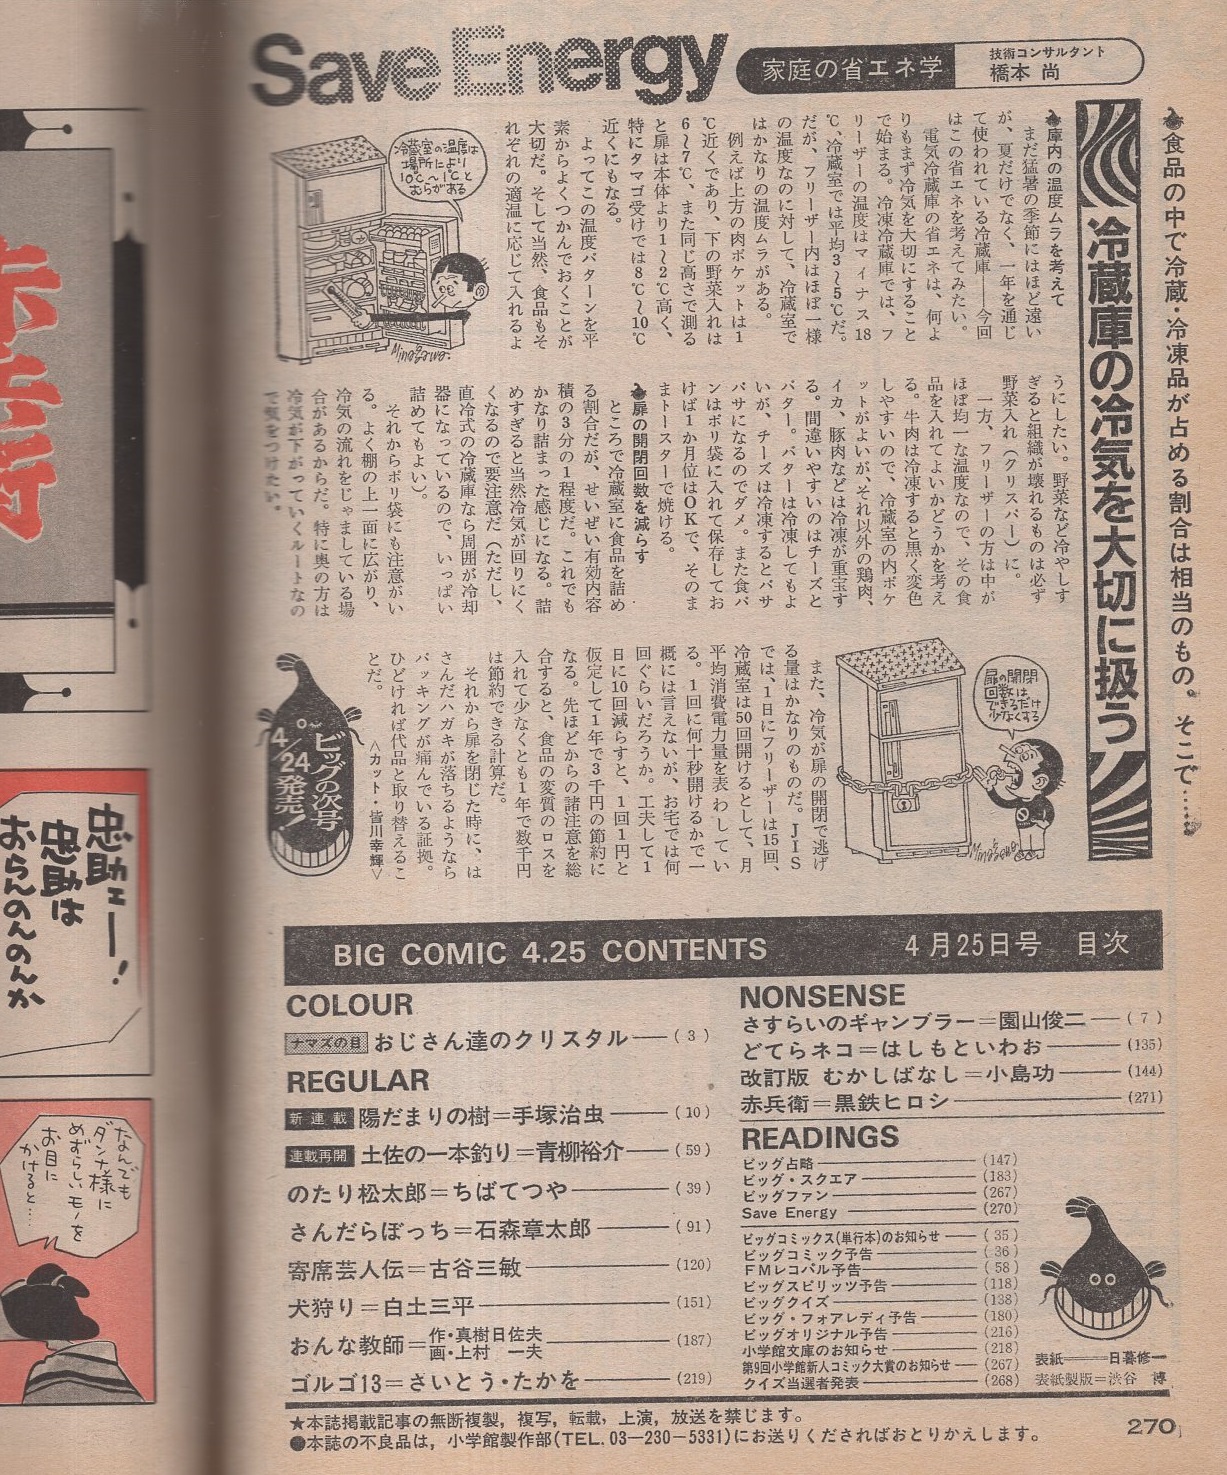 Save Energy
家庭の省エネ学
技術コンサルタント
橋本 尚
食品の中で冷蔵・冷凍品が占める割合は相当のもの。そこで……
冷蔵庫の冷気を大切に扱う
庫内の温度ムラを考えて
まだ猛暑の季節にはほど遠い
が、夏だけでなく、一年を通じ
て使われている冷蔵庫——今回
はこの省エネを考えてみたい。
電気冷蔵庫の省エネは、何よ
りもまず冷気を大切にすること
で始まる。冷凍冷蔵庫では、フ
リーザーの温度はマイナス18
℃、冷蔵室では平均3〜5℃だ。
だが、フリーザー内はほぼ一様
の温度なのに対して、冷蔵室で
はかなりの温度ムラがある。
例えば上方の肉ポケットは1
℃近くであり、下の野菜入れは
6〜7℃、また同じ高さで測る
と扉は本体より1〜2℃高く、
特にタマゴ受けでは8℃〜10℃
近くにもなる。
よってこの温度パターンを平
素からよくつかんでおくことが
大切だ。そして当然、食品もそ
れぞれの適温に応じて入れるよ
冷蔵室の温度は
場所により
10℃〜1℃と
むらがある
うにしたい。野菜など冷やしす
ぎると組織が壊れるものは必ず
野菜入れ（クリスパー）に。
一方、フリーザーの方は中が
ほぼ均一な温度なので、その食
品を入れてよいかどうかを考え
る。牛肉は冷凍すると黒く変色
しやすいので、冷蔵室の内ポケ
ットがよいが、それ以外の鶏肉、
イカ、豚肉などは冷凍が重宝す
る。間違いやすいのはチーズと
バター。バターは冷凍してもよ
いが、チーズは冷凍するとバサ
バサになるのでダメ。また食パ
ンはポリ袋に入れて保存してお
けば1か月位はOKで、そのま
まトースターで焼ける。
扉の開閉回数を減らす
ところで冷蔵室に食品を詰め
る割合だが、せいぜい有効内容
積の3分の1程度だ。これでも
かなり詰まった感じになる。詰
めすぎると当然冷気が回りにく
くなるので要注意だ（ただし、
直冷式の冷蔵庫なら周囲が冷却
器になっているので、いっぱい
詰めてもよい）。
それからポリ袋にも注意がい
る。よく棚の上一面に広がり、
冷気の流れをじゃましている場
合があるからだ。特に奥の方は
冷気が下がっていくルートなの
で気をつけたい。
また、冷気が扉の開閉で逃げ
る量はかなりのものだ。JIS
では、1日にフリーザーは15回、
冷蔵室は50回開けるとして、月
平均消費電力量を表わしてい
る。1回に何十秒開けるかで一
概には言えないが、お宅では何
回ぐらいだろうか。工夫して1
日に10回減らすと、1回1円と
仮定して1年で3千円の節約に
なる。先ほどからの諸注意を総
合すると、食品の変質のロスを
入れて少なくとも1年で数千円
は節約できる計算だ。
それから扉を閉じた時に、は
さんだハガキが落ちるようなら
パッキングが痛んでいる証拠。
ひどければ代品と取り替えるこ
とだ。
〈カット・皆川幸輝〉
扉の開閉
回数は
できるだけ
少なくする
ビッグの次号
4/24発売！
BIG COMIC 4.25 CONTENTS
4月25日号 目次
COLOUR
ナマズの目 おじさん達のクリスタル——（3）
REGULAR
新連載 陽だまりの樹＝手塚治虫——（10）
連載再開 土佐の一本釣り＝青柳裕介——（59）
のたり松太郎＝ちばてつや——（39）
さんだらぼっち＝石森章太郎——（91）
寄席芸人伝＝古谷三敏——（120）
犬狩り＝白土三平——（151）
おんな教師＝作・真樹日佐夫 画・上村一夫——（187）
ゴルゴ13＝さいとう・たかを——（219）
NONSENSE
さすらいのギャンブラー＝園山俊二——（7）
どてらネコ＝はしもといわお——（135）
改訂版 むかしばなし＝小島功——（144）
赤兵衛＝黒鉄ヒロシ——（271）
READINGS
ビッグ占略——（147）
ビッグ・スクエア——（183）
ビッグファン——（267）
Save Energy——（270）
ビッグコミックス(単行本)のお知らせ——（35）
ビッグコミック予告——（36）
FMレコパル予告——（58）
ビッグスピリッツ予告——（118）
ビッグクイズ——（138）
ビッグ・フォアレディ予告——（180）
ビッグオリジナル予告——（216）
小学館文庫のお知らせ——（218）
第9回小学館新人コミック大賞のお知らせ——（267）
クイズ当選者発表——（268）
表紙——日暮修一
表紙製版＝渋谷 博
★本誌掲載記事の無断複製，複写，転載，上演，放送を禁じます。
●本誌の不良品は，小学館製作部(TEL.03−230−5331)にお送りくださればおとりかえします。
270
忠助ェー！
忠助は
おらんのんのんか
なんでも
ダンナ様に
めずらしいモノを
お目に
かけると…